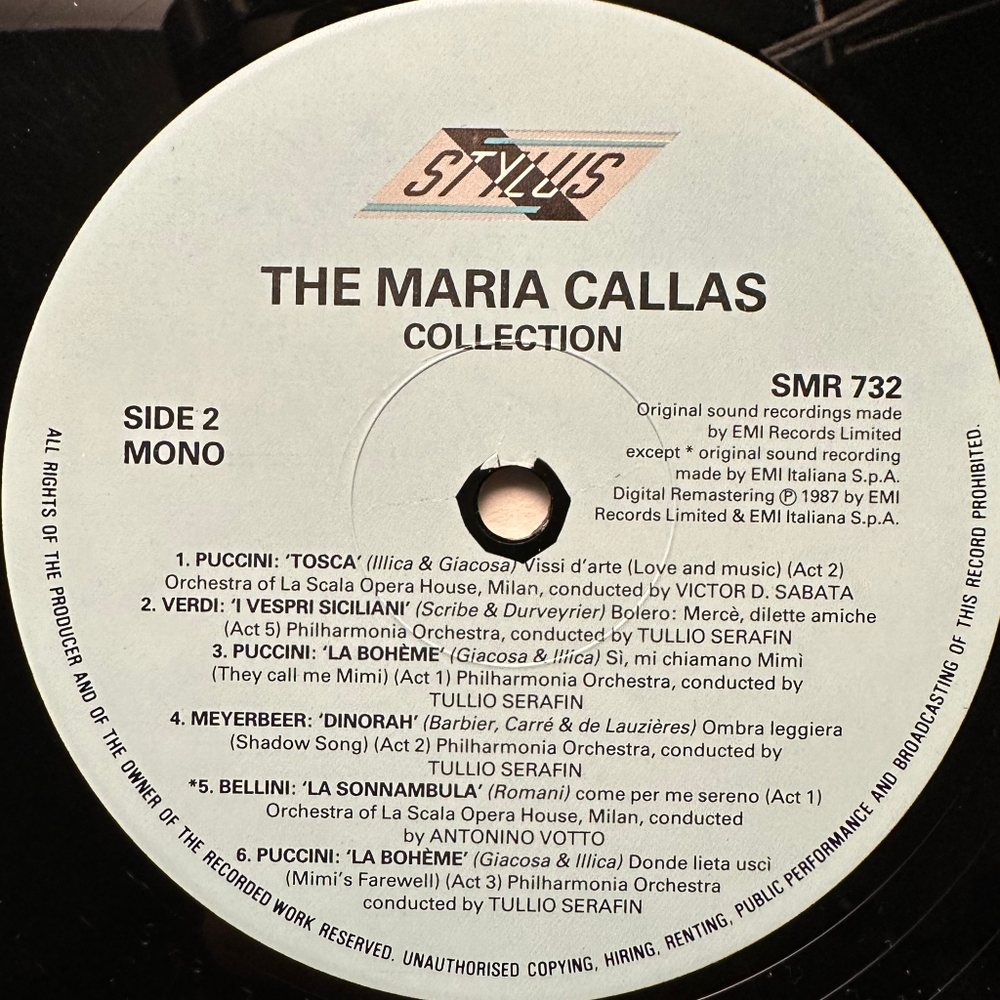 STYLUS
THE MARIA CALLAS
COLLECTION
SIDE 2
MONO
SMR 732
Original sound recordings made
by EMI Records Limited
except * original sound recording
made by EMI Italiana S.p.A.
Digital Remastering ℗ 1987 by EMI
Records Limited & EMI Italiana S.p.A.
1. PUCCINI: ‘TOSCA’ (Illica & Giacosa) Vissi d’arte (Love and music) (Act 2)
Orchestra of La Scala Opera House, Milan, conducted by VICTOR D. SABATA
2. VERDI: ‘I VESPRI SICILIANI’ (Scribe & Durveyrier) Bolero: Mercè, dilette amiche
(Act 5) Philharmonia Orchestra, conducted by TULLIO SERAFIN
3. PUCCINI: ‘LA BOHÈME’ (Giacosa & Illica) Sì, mi chiamano Mimì
(They call me Mimi) (Act 1) Philharmonia Orchestra, conducted by
TULLIO SERAFIN
4. MEYERBEER: ‘DINORAH’ (Barbier, Carré & de Lauzières) Ombra leggiera
(Shadow Song) (Act 2) Philharmonia Orchestra, conducted by
TULLIO SERAFIN
*5. BELLINI: ‘LA SONNAMBULA’ (Romani) come per me sereno (Act 1)
Orchestra of La Scala Opera House, Milan, conducted
by ANTONINO VOTTO
6. PUCCINI: ‘LA BOHÈME’ (Giacosa & Illica) Donde lieta uscì
(Mimi’s Farewell) (Act 3) Philharmonia Orchestra
conducted by TULLIO SERAFIN
ALL RIGHTS OF THE PRODUCER AND OF THE OWNER OF THE RECORDED WORK RESERVED. UNAUTHORISED COPYING, HIRING, RENTING, PUBLIC PERFORMANCE AND BROADCASTING OF THIS RECORD PROHIBITED.